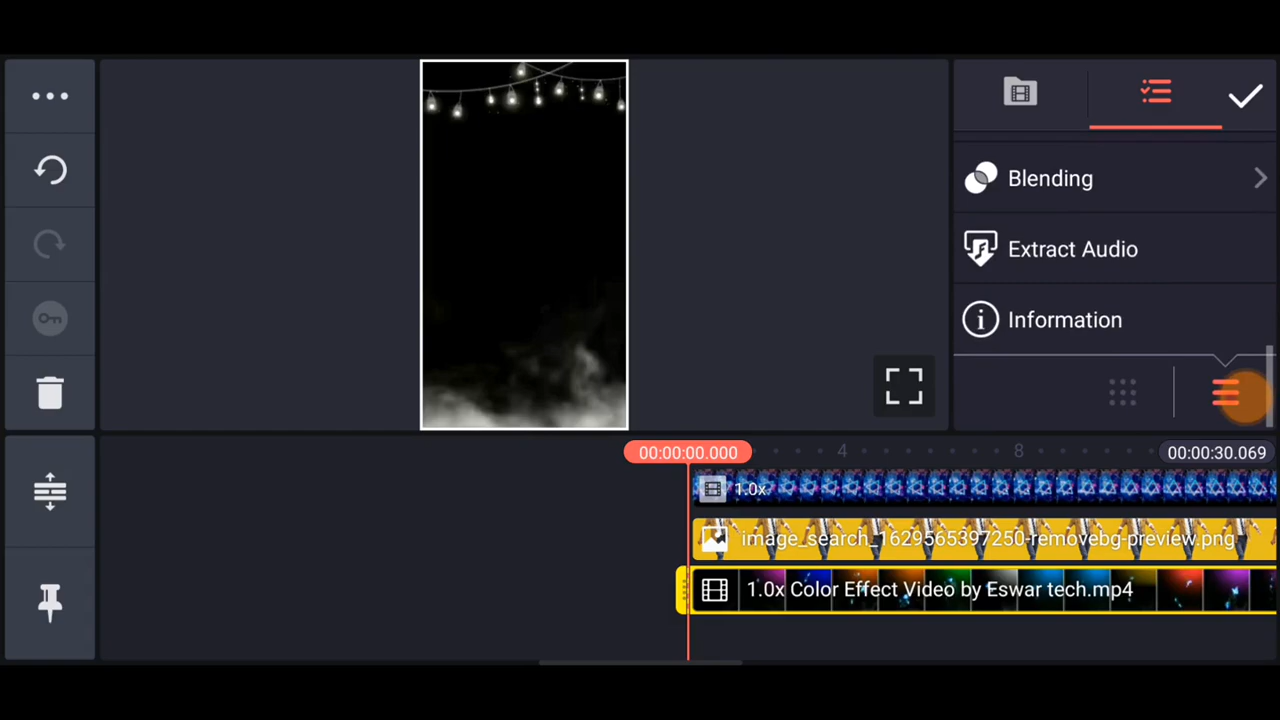 Blending
Extract Audio
Information
00:00:00.000
4
8
00:00:30.069
1.0x
image_search_1629565397250-removebg-preview.png
1.0x Color Effect Video by Eswar tech.mp4